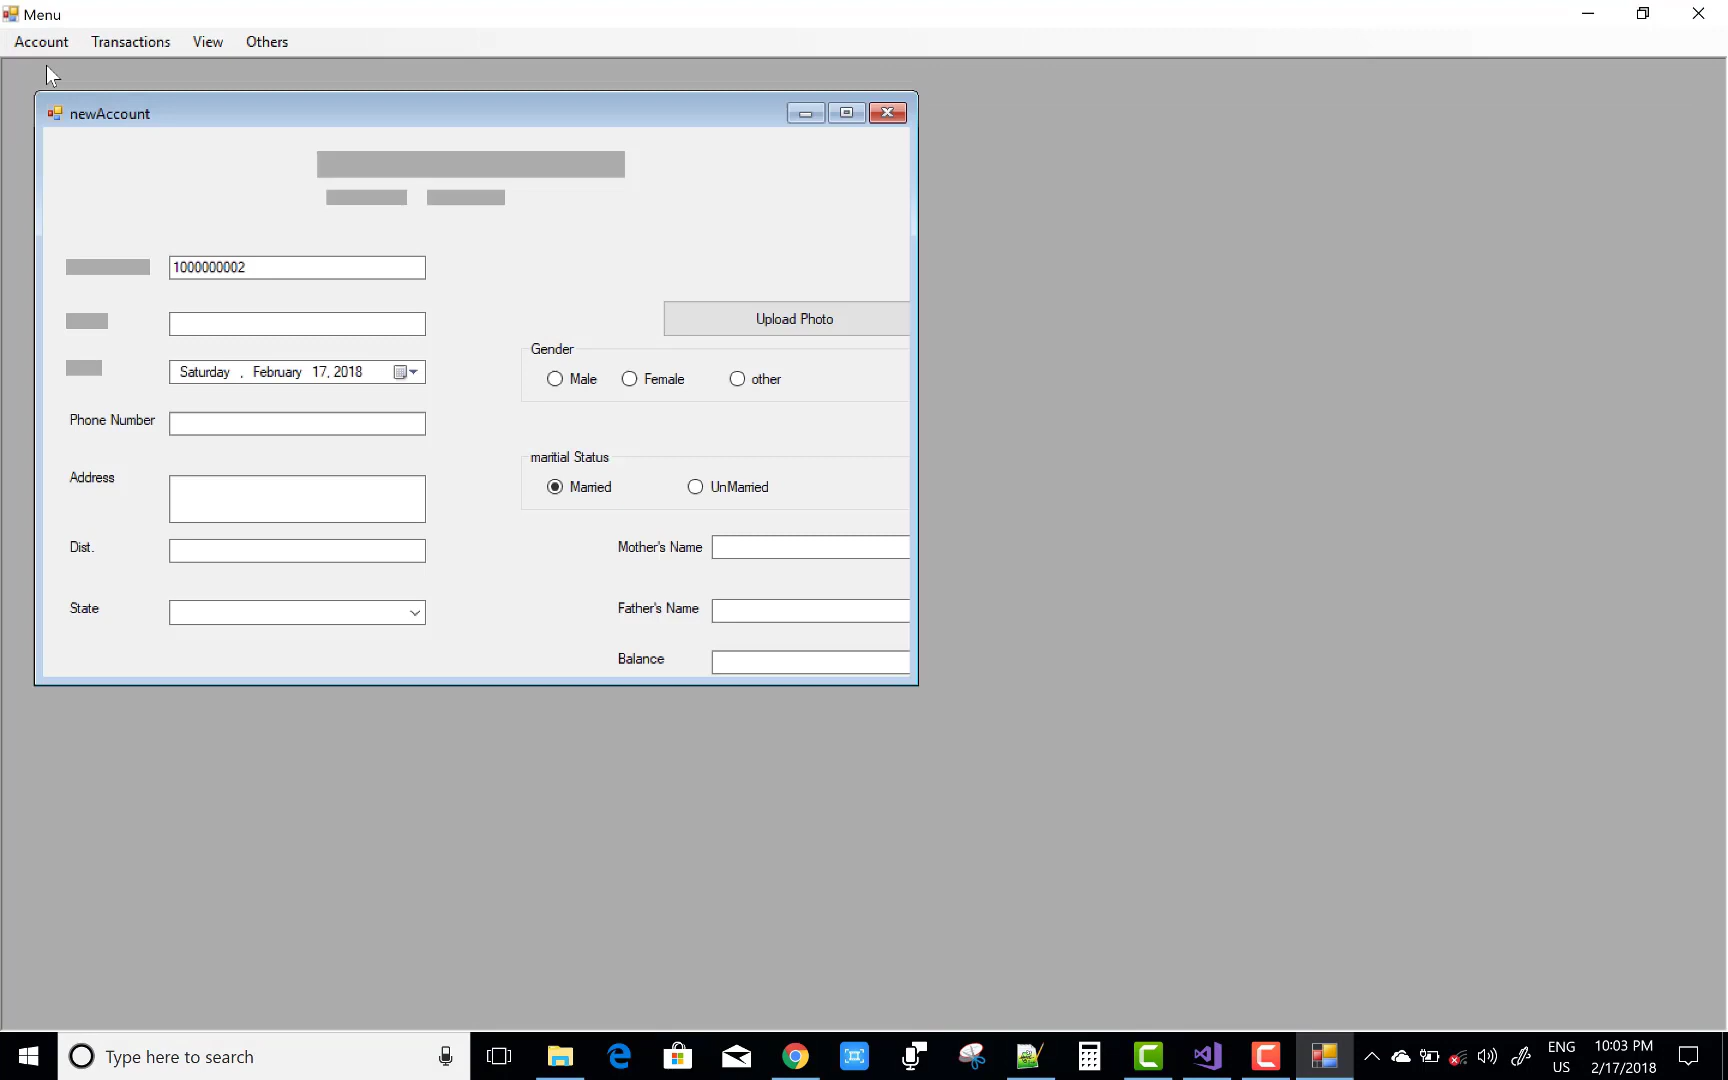 Menu
Account Transactions View Others
newAccount
1000000002
Upload Photo
Gender
Male Female other
Saturday , February 17, 2018
Phone Number
maritial Status
Married UnMarried
Address
Dist.
Mother's Name
State
Father's Name
Balance
Type here to search
ENG
US
10:03 PM
2/17/2018